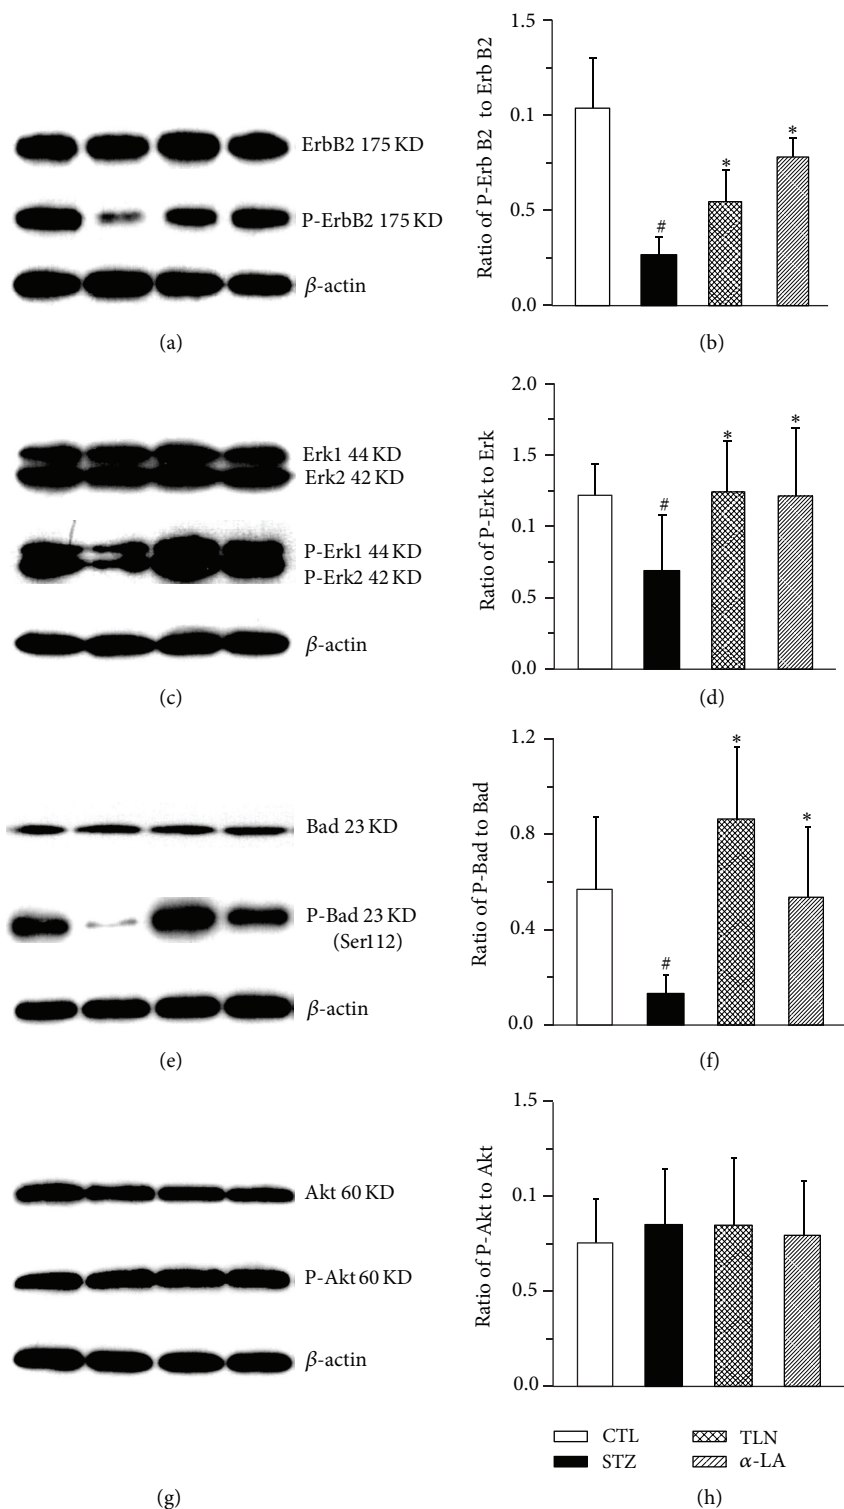 ErbB2 175 KD
P-ErbB2 175 KD
β-actin
(a)
Ratio of P-Erb B2 to Erb B2
1.5
0.1
0.5
0.0
#
*
*
(b)
Erk1 44 KD
Erk2 42 KD
P-Erk1 44 KD
P-Erk2 42 KD
β-actin
(c)
Ratio of P-Erk to Erk
2.0
1.5
0.1
0.5
0.0
#
*
*
(d)
Bad 23 KD
P-Bad 23 KD
(Ser112)
β-actin
(e)
Ratio of P-Bad to Bad
1.2
0.8
0.4
0.0
#
*
*
(f)
Akt 60 KD
P-Akt 60 KD
β-actin
(g)
Ratio of P-Akt to Akt
1.5
0.1
0.5
0.0
CTL
STZ
TLN
α-LA
(h)